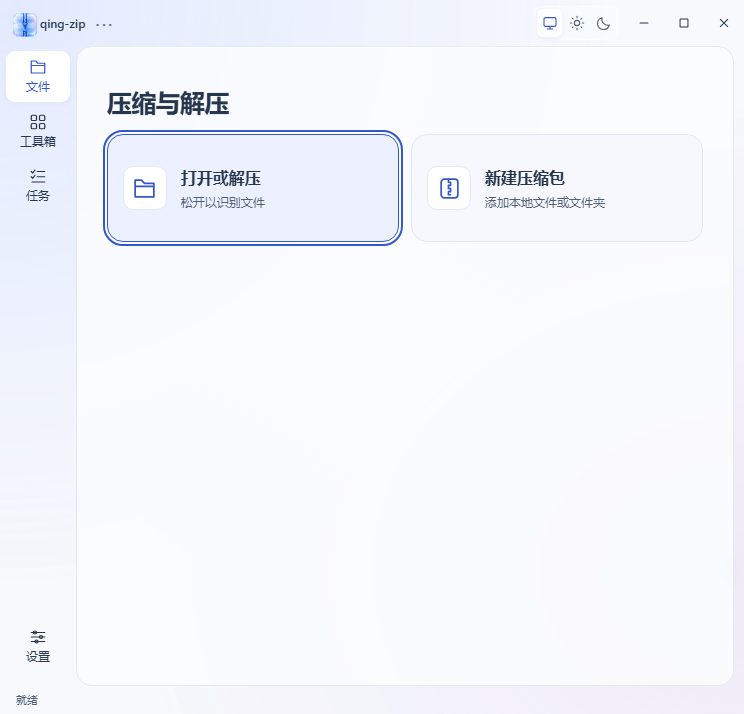 qing-zip ···
文件
工具箱
任务
压缩与解压
打开或解压
松开以识别文件
新建压缩包
添加本地文件或文件夹
设置
就绪